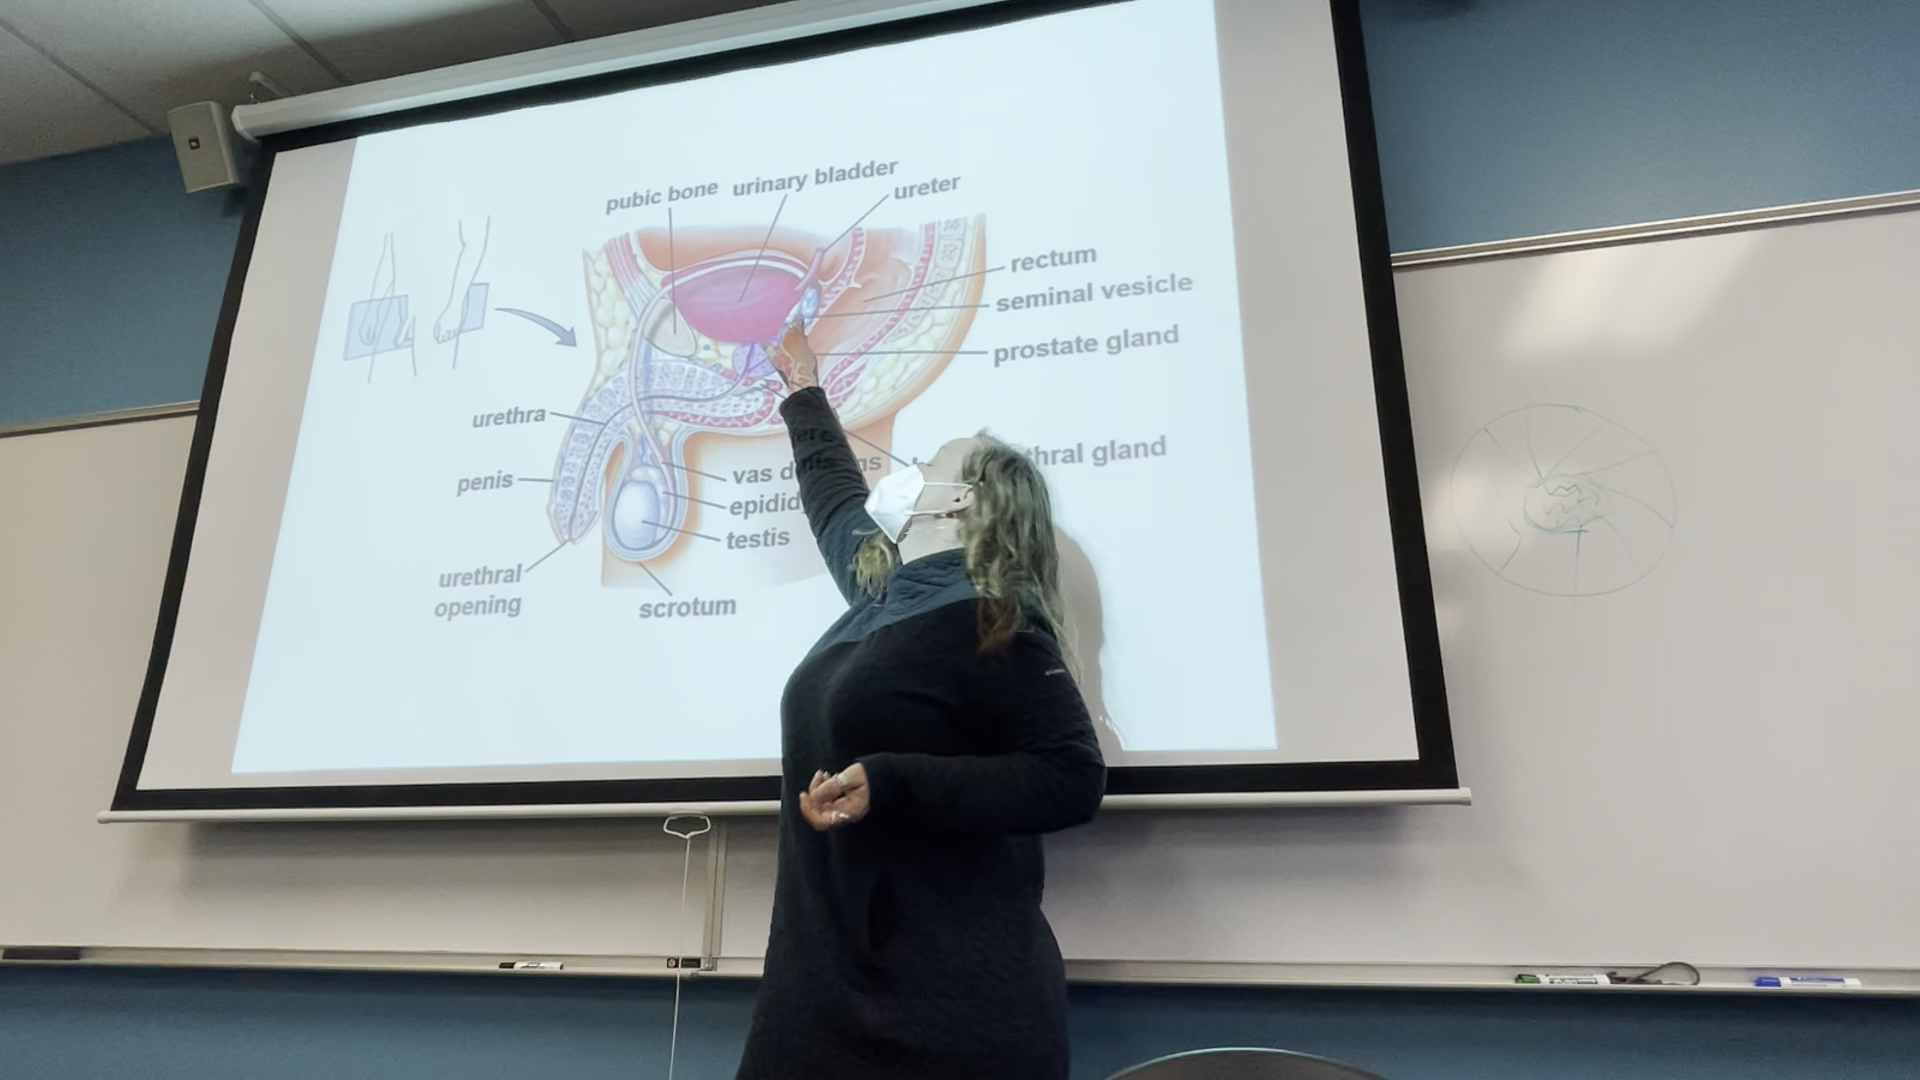 pubic bone urinary bladder
ureter
rectum
seminal vesicle
prostate gland
urethra
penis
vas d
epidid
testis
thral gland
urethral
opening
scrotum